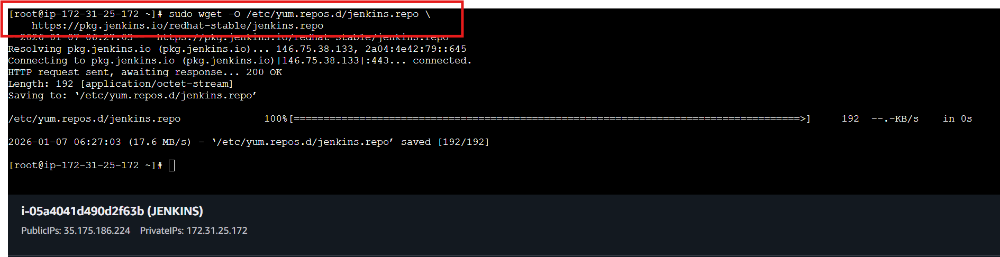 [root@ip-172-31-25-172 ~]# sudo wget -O /etc/yum.repos.d/jenkins.repo \
    https://pkg.jenkins.io/redhat-stable/jenkins.repo
2026-01-07 06:27:03 https://pkg.jenkins.io/redhat-stable/jenkins.repo
Resolving pkg.jenkins.io (pkg.jenkins.io)... 146.75.38.133, 2a04:4e42:79::645
Connecting to pkg.jenkins.io (pkg.jenkins.io)|146.75.38.133|:443... connected.
HTTP request sent, awaiting response... 200 OK
Length: 192 [application/octet-stream]
Saving to: ‘/etc/yum.repos.d/jenkins.repo’
/etc/yum.repos.d/jenkins.repo 100%[=====================================================================================>] 192 --.-KB/s in 0s
2026-01-07 06:27:03 (17.6 MB/s) - ‘/etc/yum.repos.d/jenkins.repo’ saved [192/192]
[root@ip-172-31-25-172 ~]#
i-05a4041d490d2f63b (JENKINS)
PublicIPs: 35.175.186.224 PrivateIPs: 172.31.25.172